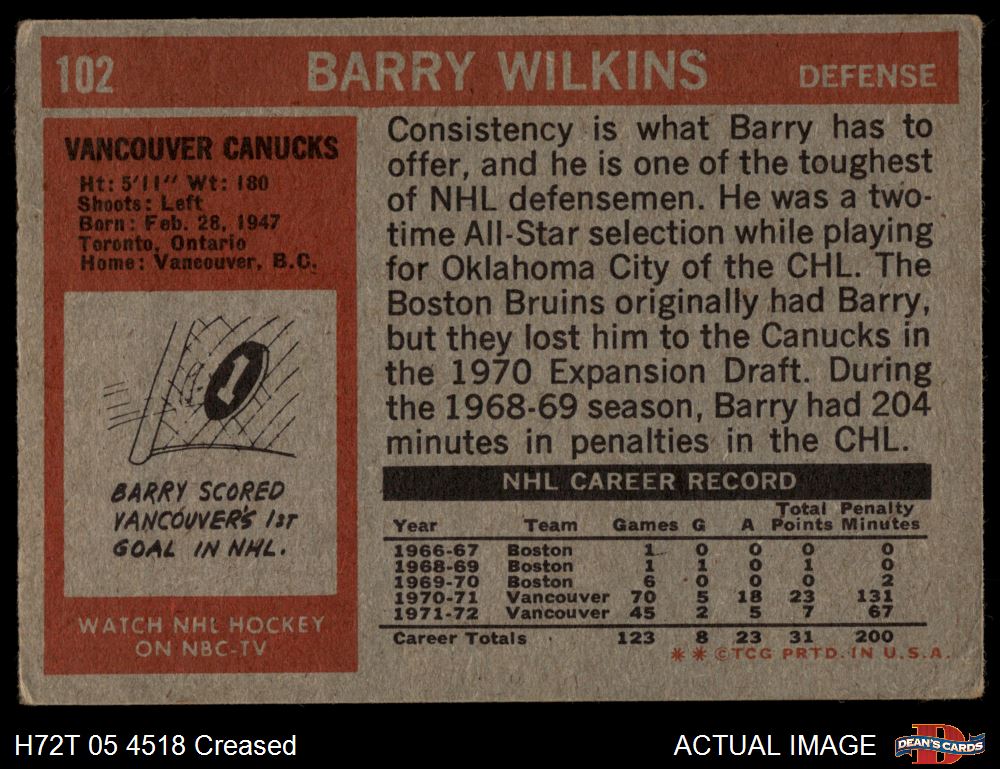 102 BARRY WILKINS DEFENSE
VANCOUVER CANUCKS
Ht: 5'11" Wt: 180
Shoots: Left
Born: Feb. 28, 1947
Toronto, Ontario
Home: Vancouver, B.C.
1
BARRY SCORED
VANCOUVER'S 1ST
GOAL IN NHL.
WATCH NHL HOCKEY
ON NBC-TV
Consistency is what Barry has to
offer, and he is one of the toughest
of NHL defensemen. He was a two-
time All-Star selection while playing
for Oklahoma City of the CHL. The
Boston Bruins originally had Barry,
but they lost him to the Canucks in
the 1970 Expansion Draft. During
the 1968-69 season, Barry had 204
minutes in penalties in the CHL.
NHL CAREER RECORD
Total Penalty
Year Team Games G A Points Minutes
1966-67 Boston 1 0 0 0 0
1968-69 Boston 1 1 0 1 0
1969-70 Boston 6 0 0 0 2
1970-71 Vancouver 70 5 18 23 131
1971-72 Vancouver 45 2 5 7 67
Career Totals 123 8 23 31 200
* * ©TCG PRTD. IN U.S.A.
H72T 05 4518 Creased
ACTUAL IMAGE
D
DEAN'S CARDS